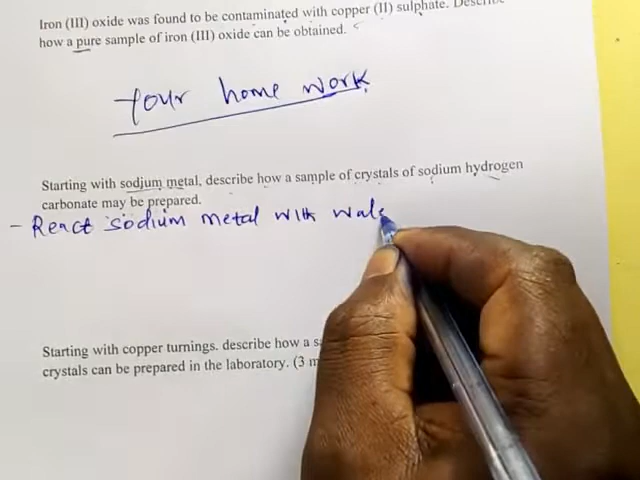 Iron (III) oxide was found to be contaminated with copper (II) sulphate. Describe
how a pure sample of iron (III) oxide can be obtained.
your home work.
Starting with sodium metal, describe how a sample of crystals of sodium hydrogen
carbonate may be prepared.
- React sodium metal with wate
Starting with copper turnings. describe how a s
crystals can be prepared in the laboratory. (3 m